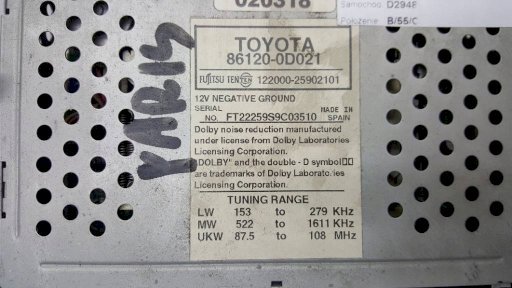 020318
Samochód D2948
Położenie B/55/C
YARIS
TOYOTA
86120-0D021
FUJITSU TEN TEN 122000-25902101
12V NEGATIVE GROUND
SERIAL MADE IN
NO. FT22259S9C03510 SPAIN
Dolby noise reduction manufactured
under license from Dolby Laboratories
Licensing Corporation.
"DOLBY" and the double - D symbol
are trademarks of Dolby Laboratories
Licensing Corporation.
TUNING RANGE
LW 153 to 279 KHz
MW 522 to 1611 KHz
UKW 87.5 to 108 MHz